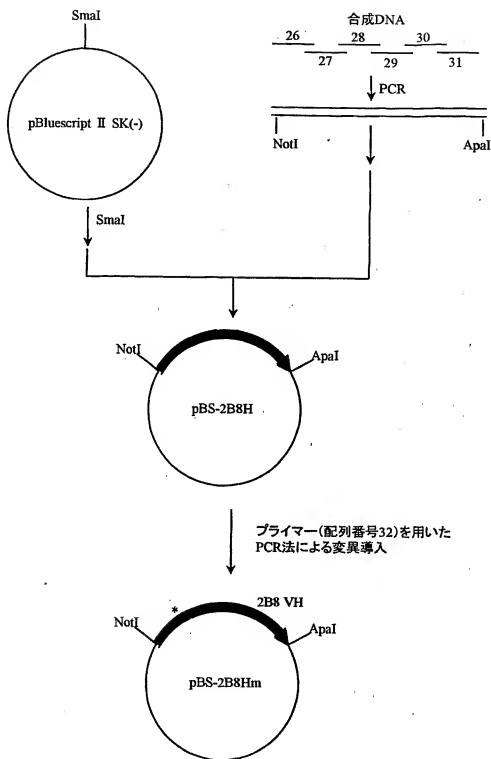 SmaI
合成DNA
26 28 30
27 29 31
PCR
pBluescript II SK(-)
NotI ApaI
SmaI
NotI ApaI
pBS-2B8H
プライマー(配列番号32)を用いた
PCR法による変異導入
* 2B8 VH
NotI ApaI
pBS-2B8Hm